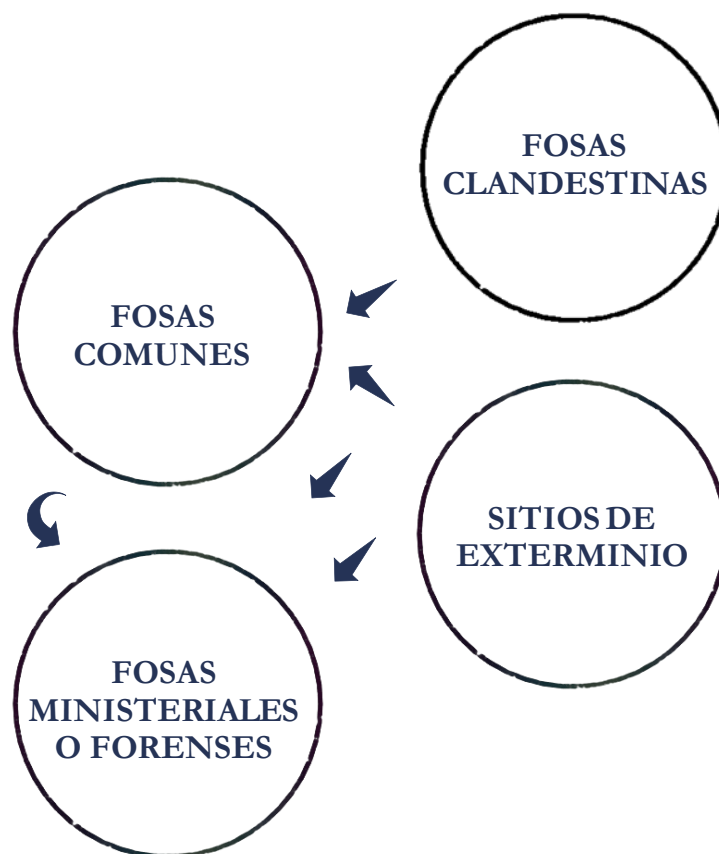 FOSAS
CLANDESTINAS
FOSAS
COMUNES
SITIOS DE
EXTERMINIO
FOSAS
MINISTERIALES
O FORENSES